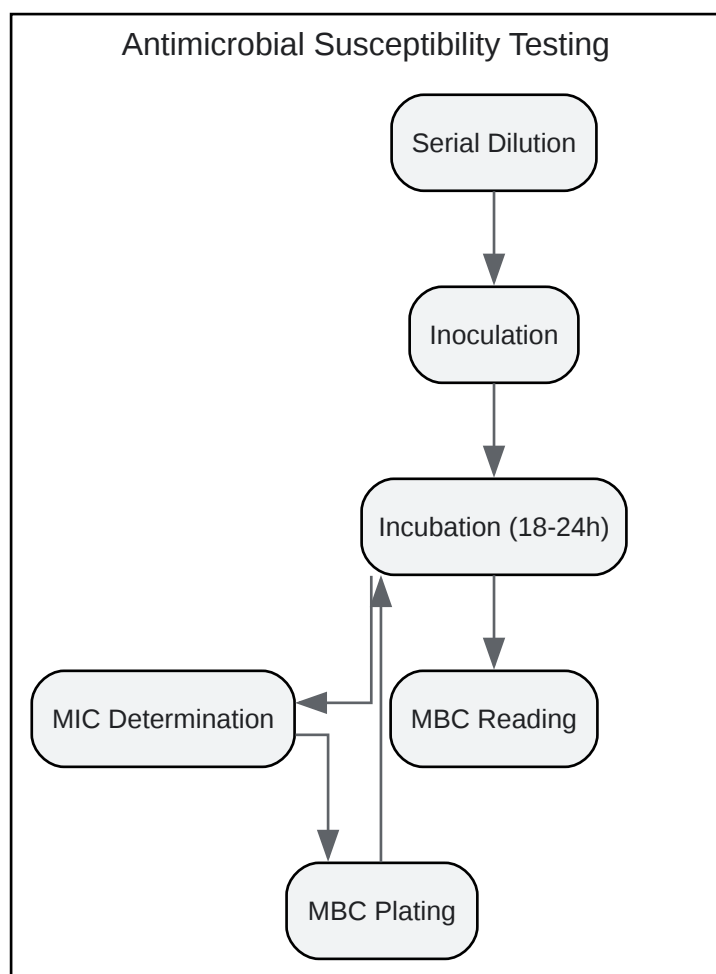 Antimicrobial Susceptibility Testing
Serial Dilution
Inoculation
Incubation (18-24h)
MIC Determination
MBC Reading
MBC Plating